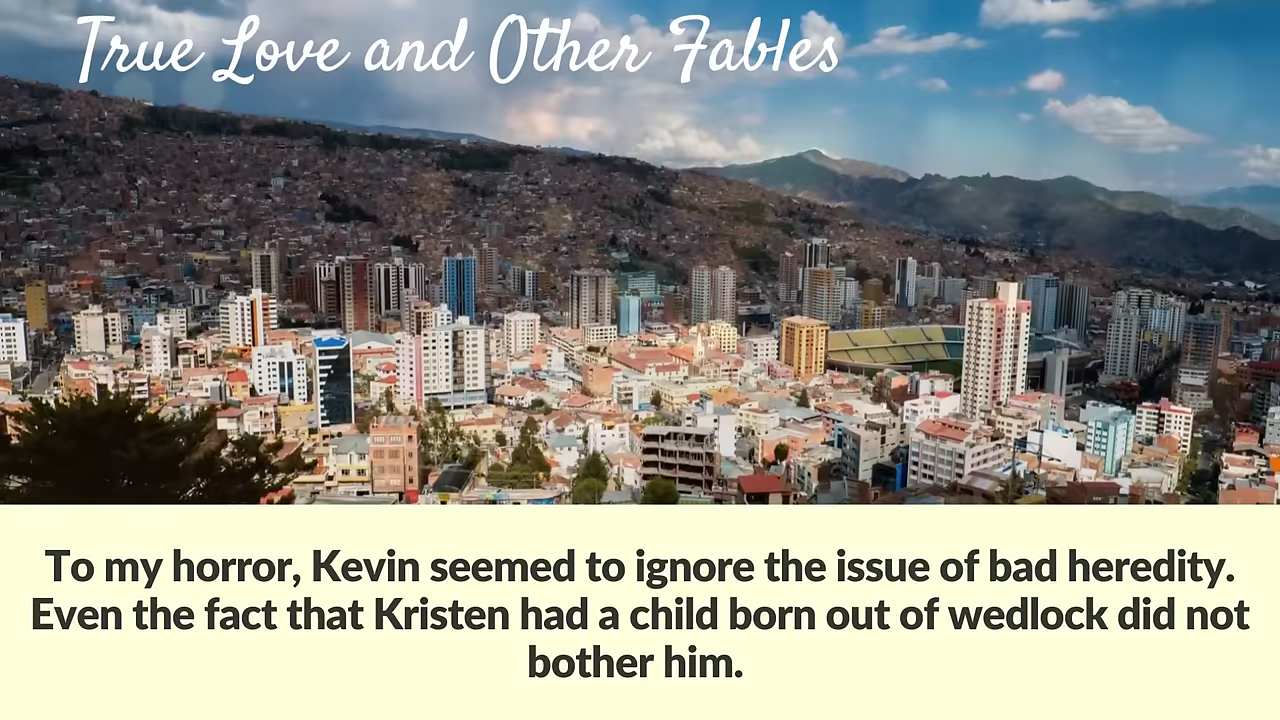 True Love and Other Fables
To my horror, Kevin seemed to ignore the issue of bad heredity.
Even the fact that Kristen had a child born out of wedlock did not
bother him.